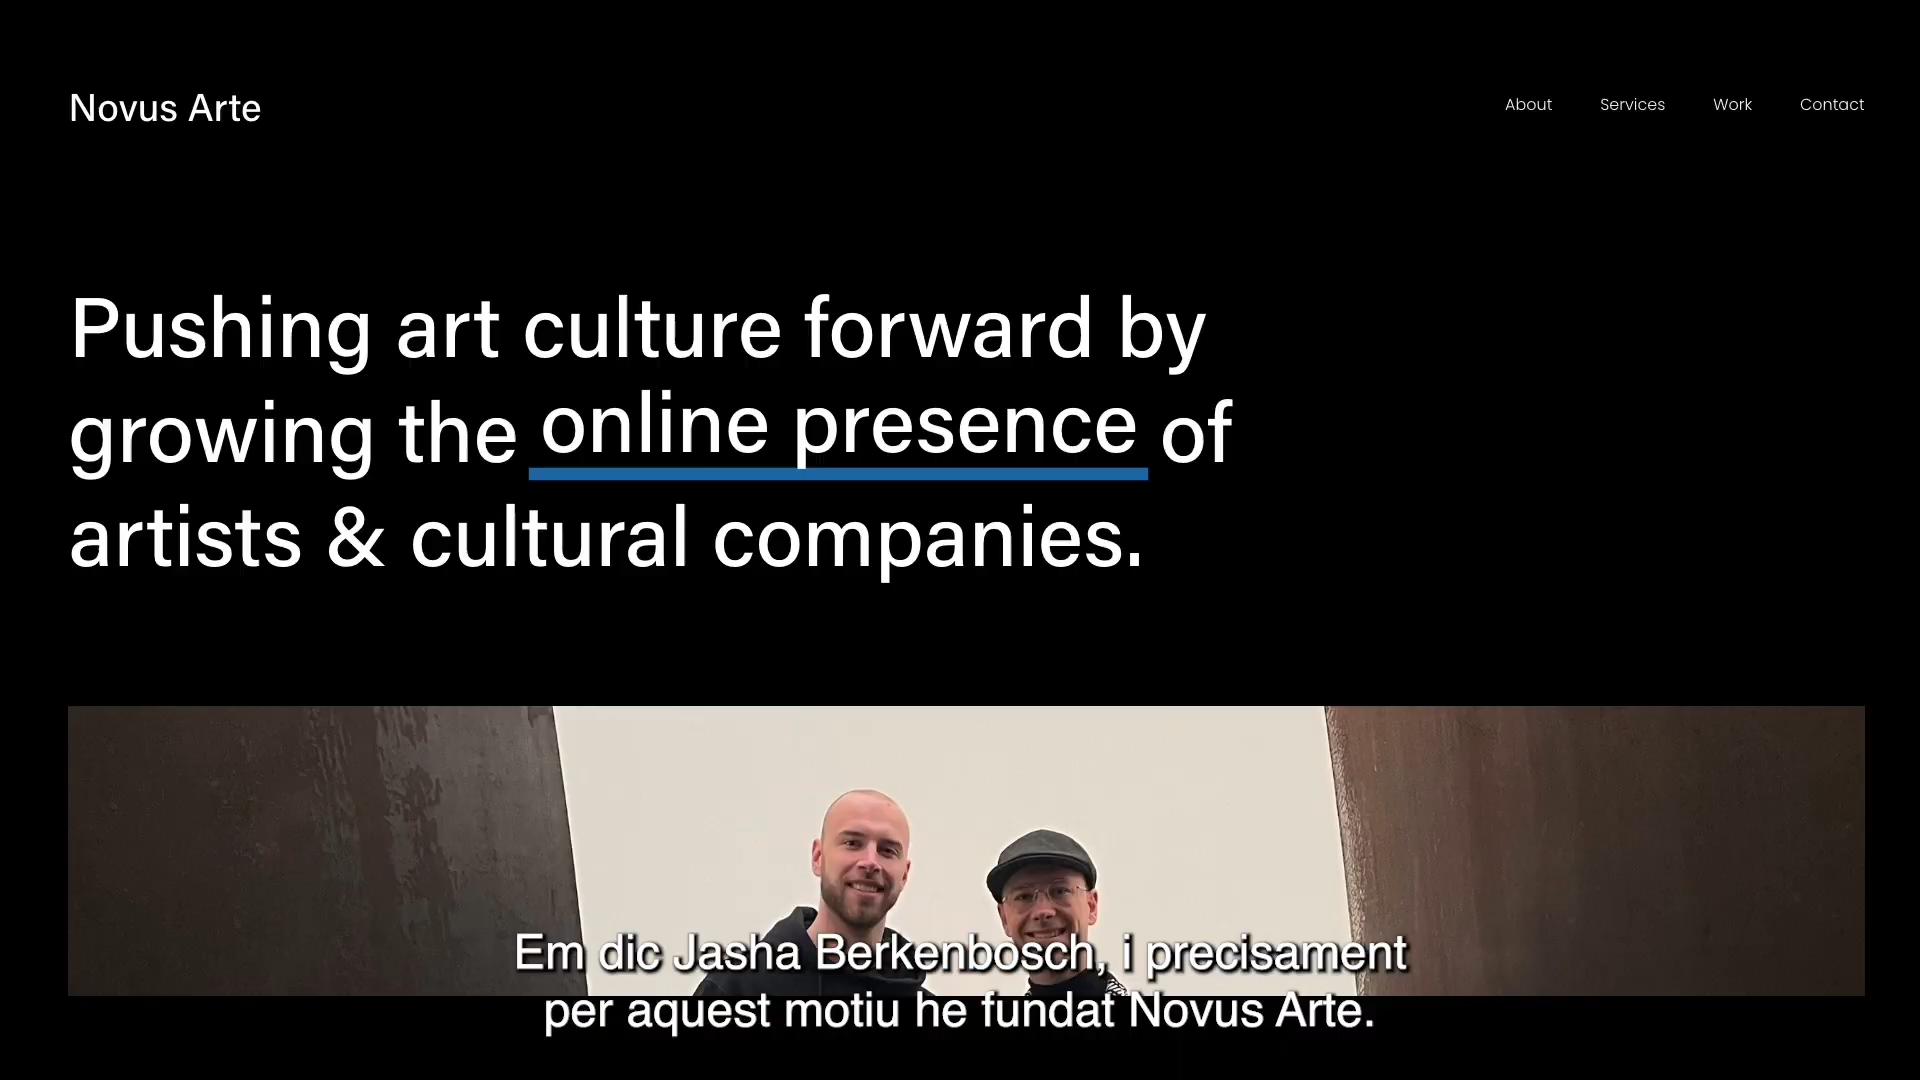 Novus Arte
About
Services
Work
Contact
Pushing art culture forward by
growing the online presence of
artists & cultural companies.
Em dic Jasha Berkenbosch, i precisament
per aquest motiu he fundat Novus Arte.